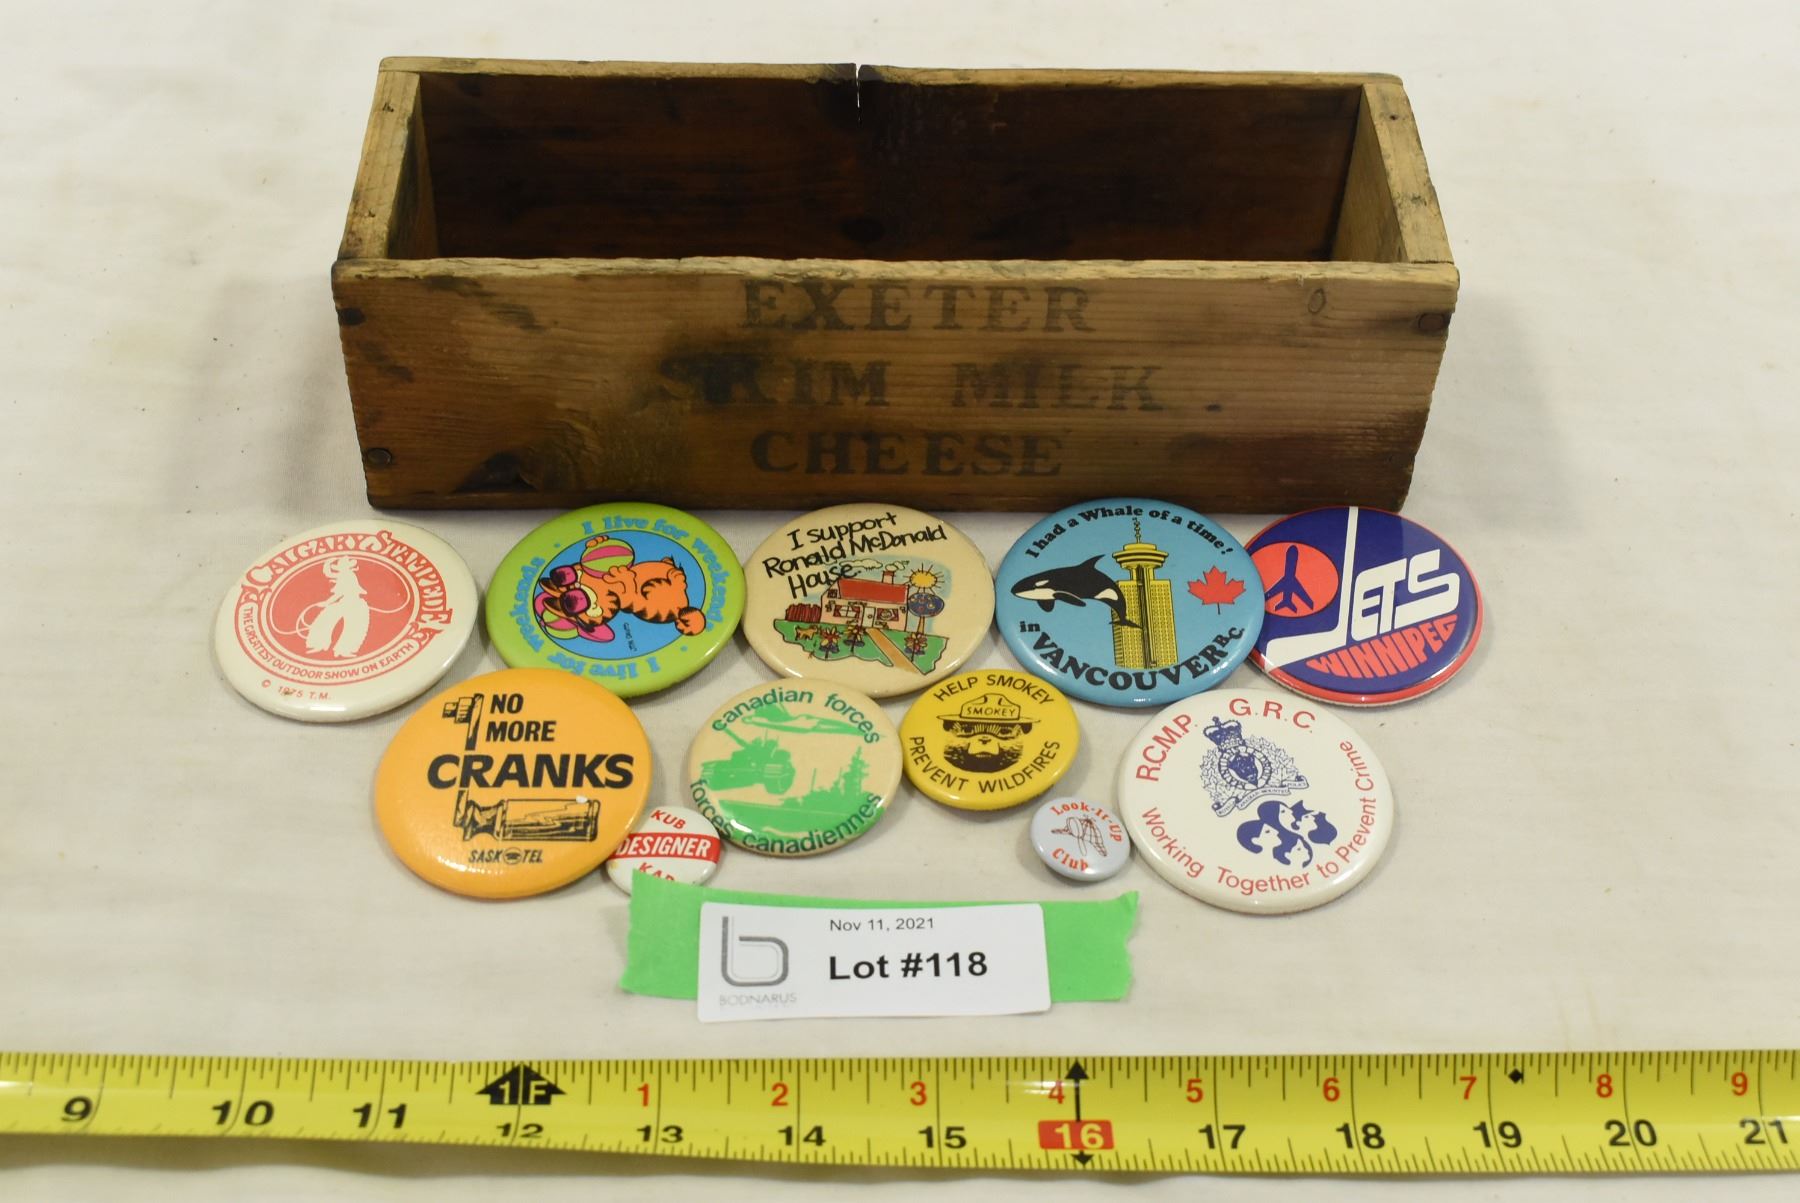 EXETER
SKIM MILK
CHEESE
CALGARY STAMPEDE
THE GREATEST OUTDOOR SHOW ON EARTH
© 1975 T.M.
I live for weekends · I live for weekends ·
I support
Ronald McDonald
House
I had a Whale of a time!
in
VANCOUVER B.C.
JETS
WINNIPEG
NO
MORE
CRANKS
SASK TEL
KUB
DESIGNER
canadian forces
forces canadiennes
HELP SMOKEY
SMOKEY
PREVENT WILDFIRES
Look-It-Up
Club
R.C.M.P. G.R.C.
Working Together to Prevent Crime
Nov 11, 2021
Lot #118
b
BODNARUS
1F 1 2 3 4 5 6 7 8 9
9 10 11 12 13 14 15 16 17 18 19 20 21